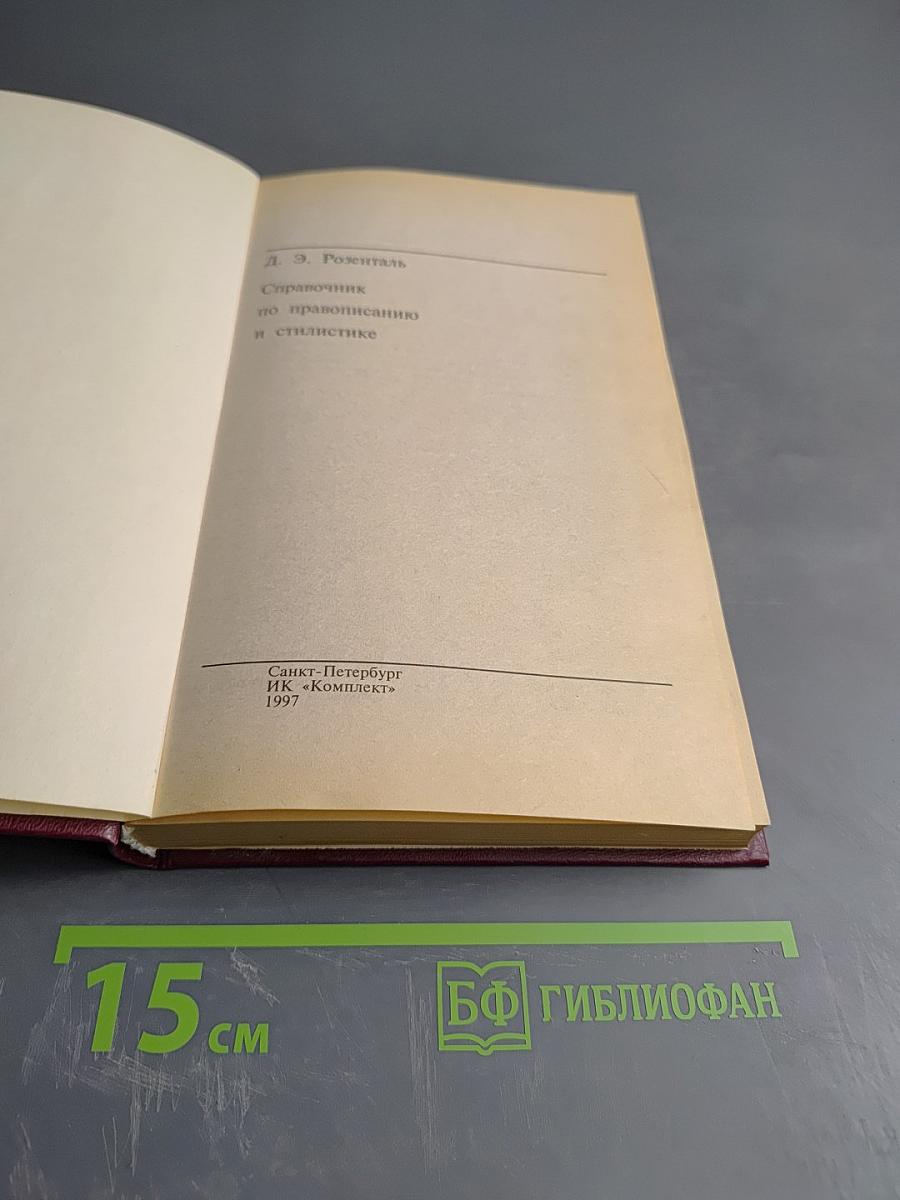 Д. Э. Розенталь
Справочник
по правописанию
и стилистике
Санкт-Петербург
ИК «Комплект»
1997
15 см
БФ ГИБЛИОФАН